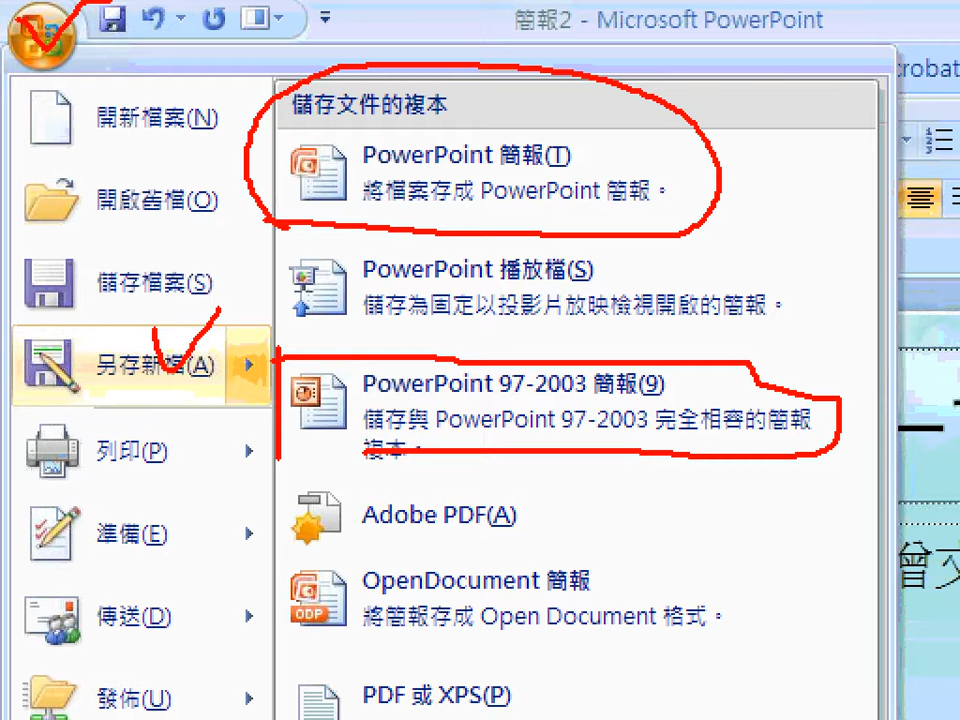 簡報2 - Microsoft PowerPoint
crobat
開新檔案(N)
開啟舊檔(O)
儲存檔案(S)
另存新檔(A)
列印(P)
準備(E)
傳送(D)
發佈(U)
儲存文件的複本
PowerPoint 簡報(T)
將檔案存成 PowerPoint 簡報。
PowerPoint 播放檔(S)
儲存為固定以投影片放映檢視開啟的簡報。
PowerPoint 97-2003 簡報(9)
儲存與 PowerPoint 97-2003 完全相容的簡報
複本。
Adobe PDF(A)
OpenDocument 簡報
ODP
將簡報存成 Open Document 格式。
PDF 或 XPS(P)
曾文